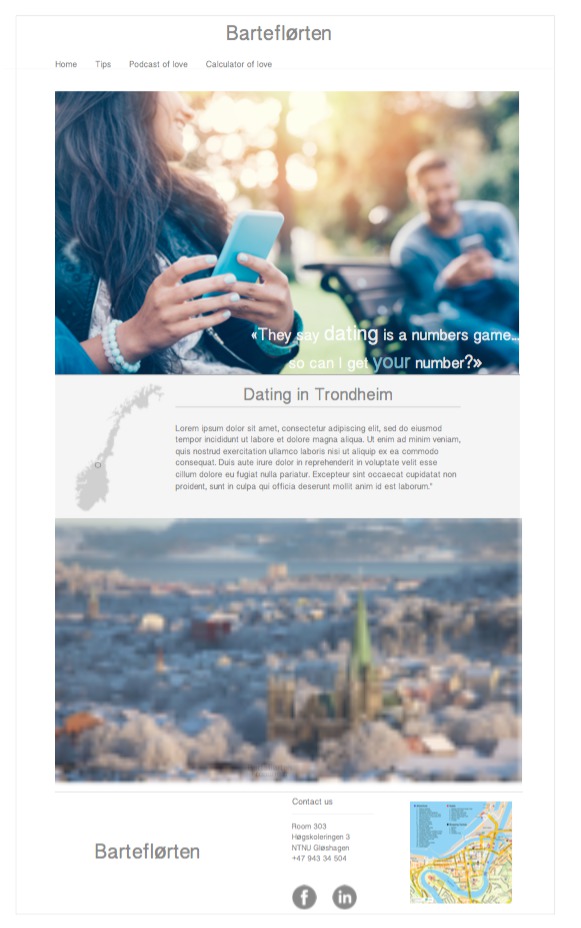 Barteflørten
Home Tips Podcast of love Calculator of love
«They say dating is a numbers game...
so can I get your number?»
Dating in Trondheim
Lorem ipsum dolor sit amet, consectetur adipiscing elit, sed do eiusmod
tempor incididunt ut labore et dolore magna aliqua. Ut enim ad minim veniam,
quis nostrud exercitation ullamco laboris nisi ut aliquip ex ea commodo
consequat. Duis aute irure dolor in reprehenderit in voluptate velit esse
cillum dolore eu fugiat nulla pariatur. Excepteur sint occaecat cupidatat non
proident, sunt in culpa qui officia deserunt mollit anim id est laborum."
Contact us
Room 303
Høgskoleringen 3
NTNU Gløshagen
+47 943 34 504
Barteflørten
f in